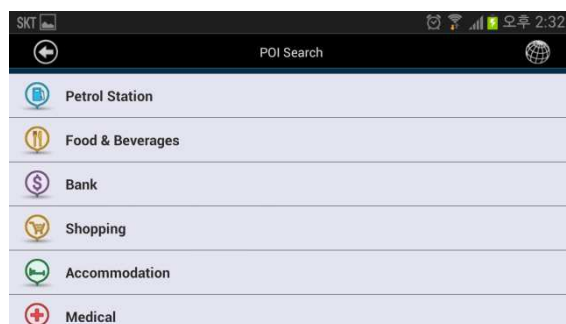 SKT 오후 2:32
POI Search
Petrol Station
Food & Beverages
Bank
$
Shopping
Accommodation
Medical